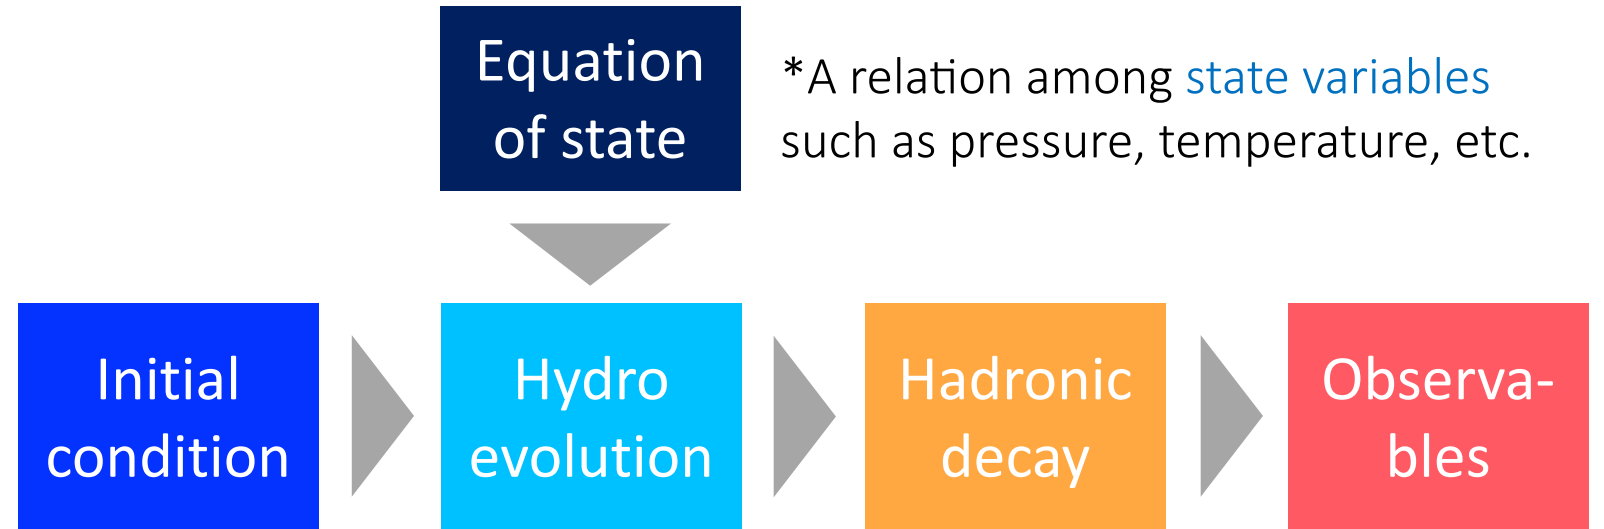 Equation
of state
*A relation among state variables
such as pressure, temperature, etc.
Initial
condition
Hydro
evolution
Hadronic
decay
Observa-
bles